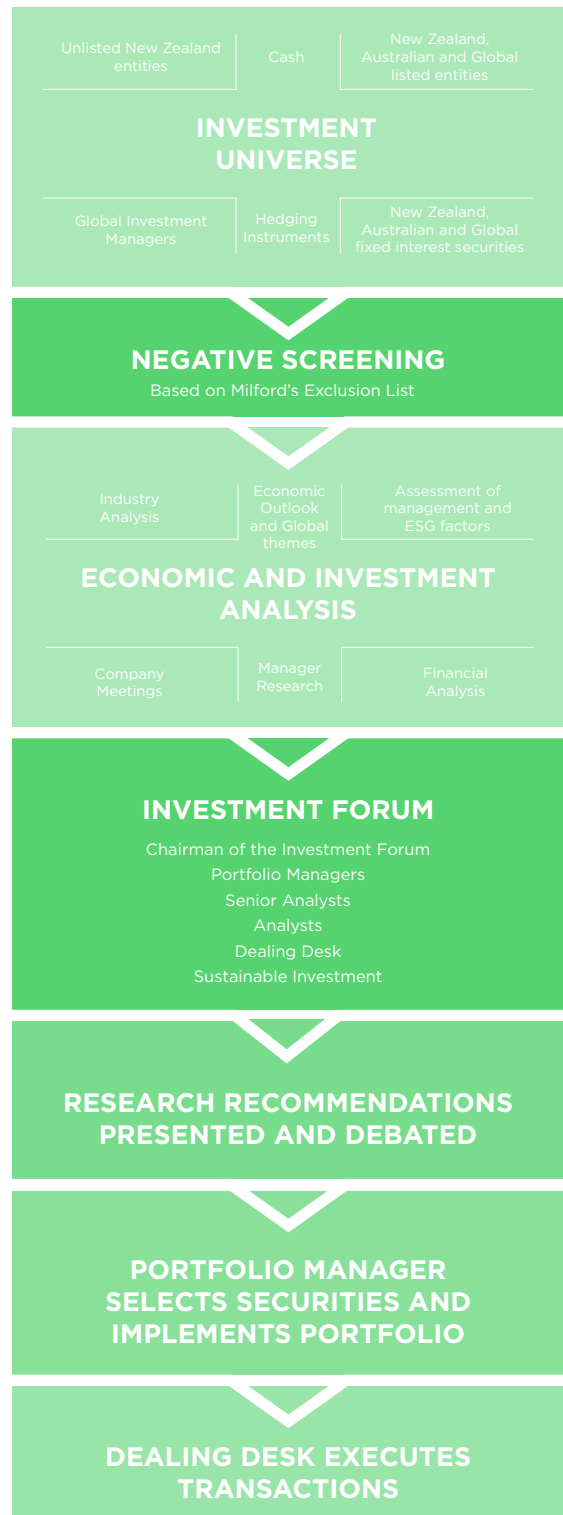 Unlisted New Zealand
entities
Cash
New Zealand,
Australian and Global
listed entities
INVESTMENT
UNIVERSE
Global Investment
Managers
Hedging
Instruments
New Zealand,
Australian and Global
fixed interest securities
NEGATIVE SCREENING
Based on Milford's Exclusion List
Industry
Analysis
Economic
Outlook
and Global
themes
Assessment of
management and
ESG factors
ECONOMIC AND INVESTMENT
ANALYSIS
Company
Meetings
Manager
Research
Financial
Analysis
INVESTMENT FORUM
Chairman of the Investment Forum
Portfolio Managers
Senior Analysts
Analysts
Dealing Desk
Sustainable Investment
RESEARCH RECOMMENDATIONS
PRESENTED AND DEBATED
PORTFOLIO MANAGER
SELECTS SECURITIES AND
IMPLEMENTS PORTFOLIO
DEALING DESK EXECUTES
TRANSACTIONS